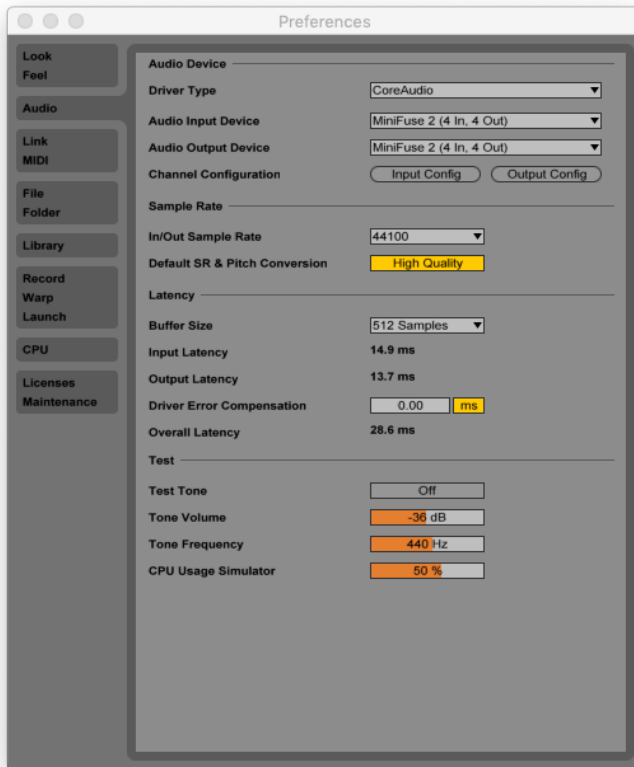 Preferences
Look
Feel
Audio
Link
MIDI
File
Folder
Library
Record
Warp
Launch
CPU
Licenses
Maintenance
Audio Device
Driver Type CoreAudio
Audio Input Device MiniFuse 2 (4 In, 4 Out)
Audio Output Device MiniFuse 2 (4 In, 4 Out)
Channel Configuration Input Config Output Config
Sample Rate
In/Out Sample Rate 44100
Default SR & Pitch Conversion High Quality
Latency
Buffer Size 512 Samples
Input Latency 14.9 ms
Output Latency 13.7 ms
Driver Error Compensation 0.00 ms
Overall Latency 28.6 ms
Test
Test Tone Off
Tone Volume -36 dB
Tone Frequency 440 Hz
CPU Usage Simulator 50 %